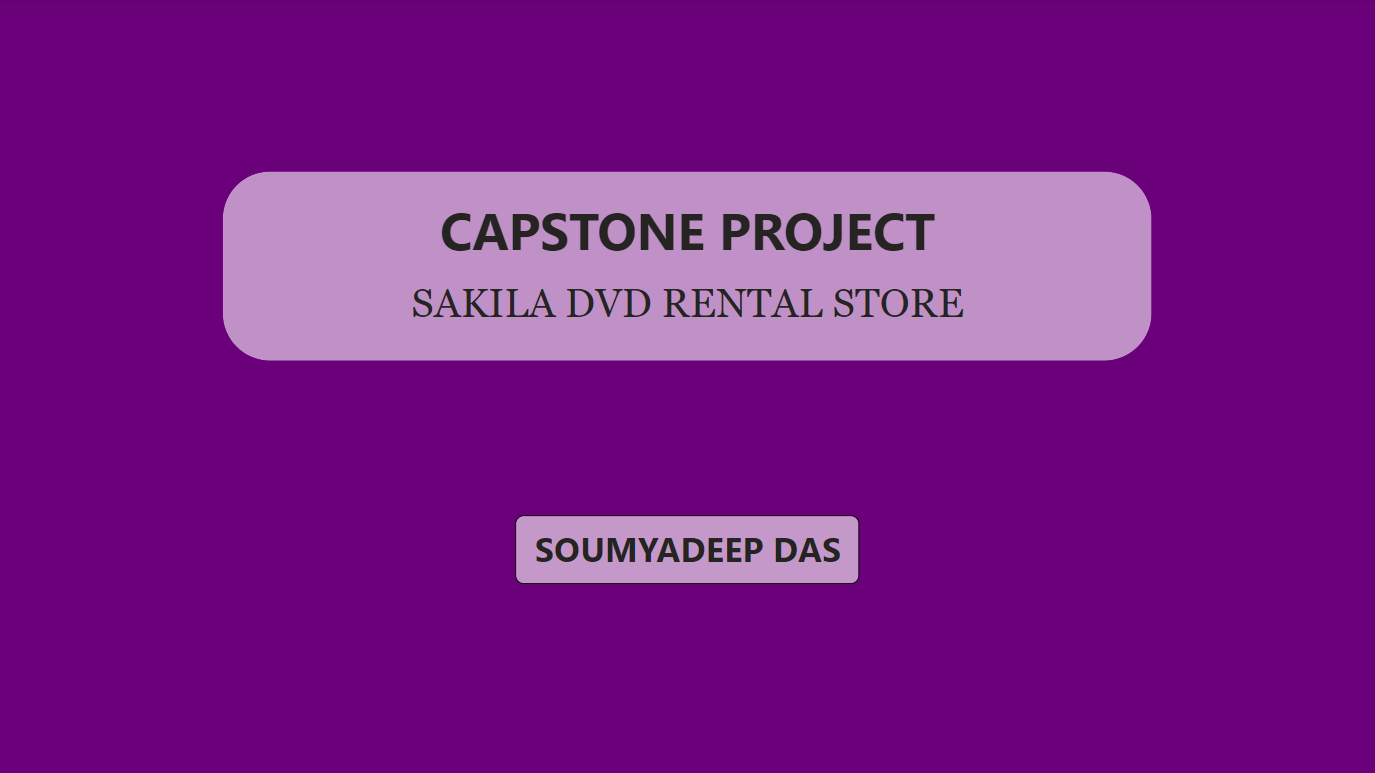 CAPSTONE PROJECT
SAKILA DVD RENTAL STORE
SOUMYADEEP DAS